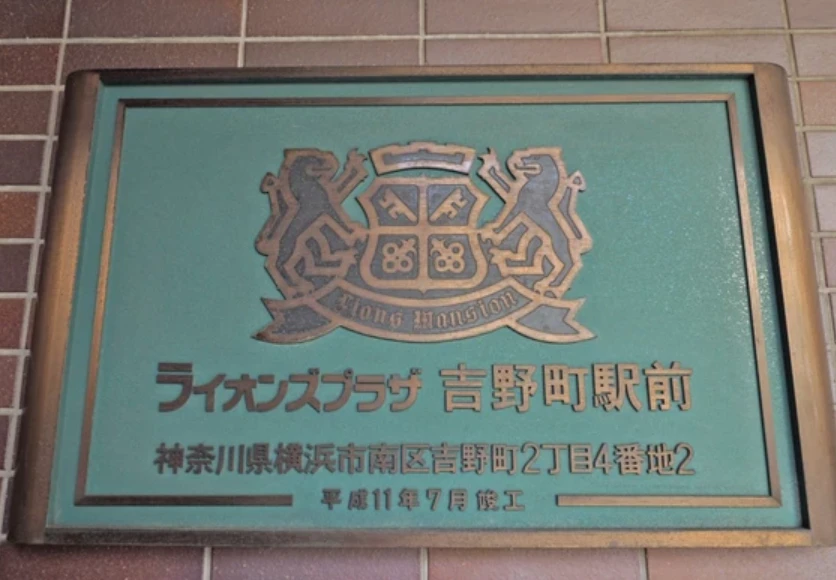 Lions Mansion
ライオンズプラザ 吉野町駅前
神奈川県横浜市南区吉野町2丁目4番地2
平成11年7月竣工